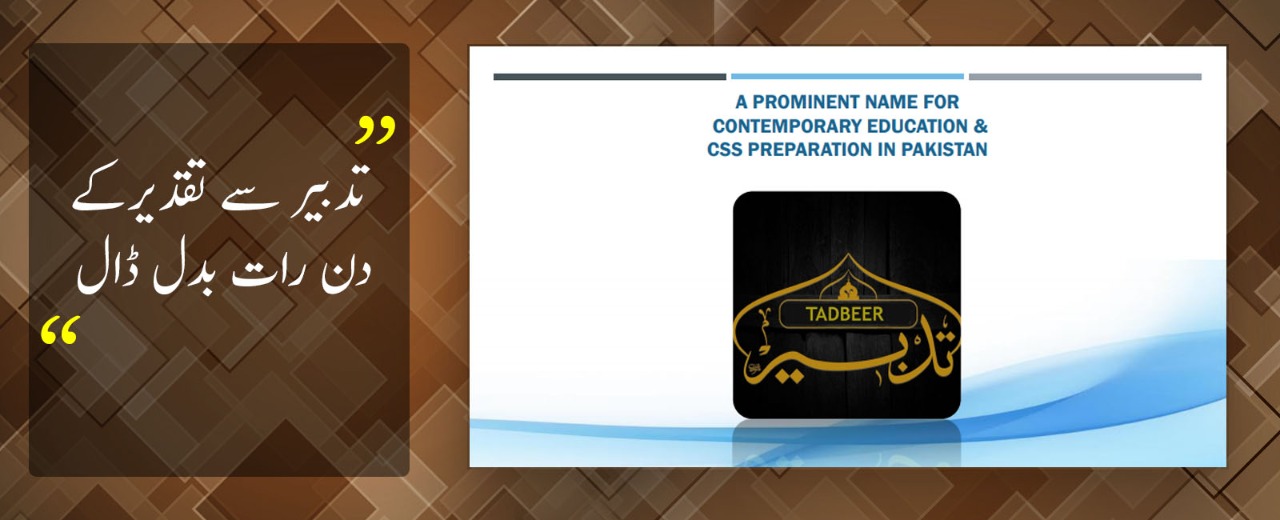 ”
تدبیر سے تقدیر کے
دن رات بدل ڈال
“
A PROMINENT NAME FOR
CONTEMPORARY EDUCATION &
CSS PREPARATION IN PAKISTAN
TADBEER
تدبیر